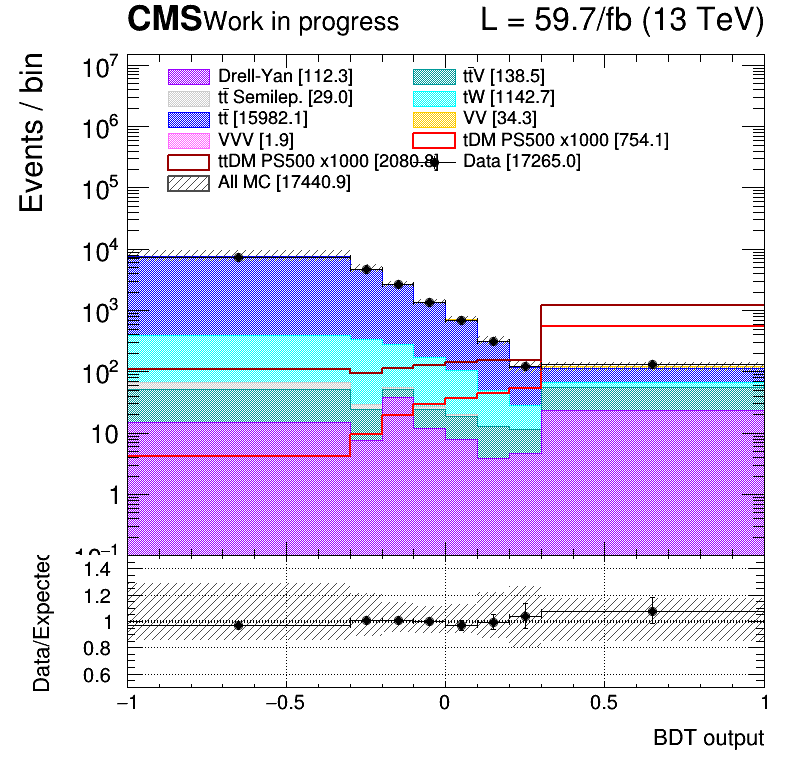 CMS Work in progress L = 59.7/fb (13 TeV)
Events / bin
10⁷
10⁶
10⁵
10⁴
10³
10²
10
1
10⁻¹
Drell-Yan [112.3]
tt̄V [138.5]
tt̄ Semilep. [29.0]
tW [1142.7]
tt̄ [15982.1]
VV [34.3]
VVV [1.9]
tDM PS500 x1000 [754.1]
ttDM PS500 x1000 [2080.8]
Data [17265.0]
All MC [17440.9]
Data/Expected
1.4
1.2
1
0.8
0.6
−1 −0.5 0 0.5 1
BDT output